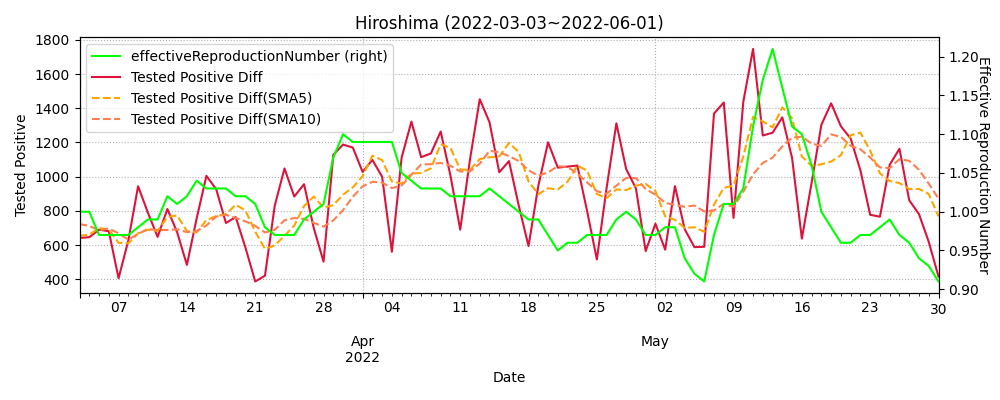 Hiroshima (2022-03-03~2022-06-01)
effectiveReproductionNumber (right)
Tested Positive Diff
Tested Positive Diff(SMA5)
Tested Positive Diff(SMA10)
Tested Positive
1800
1600
1400
1200
1000
800
600
400
Effective Reproduction Number
1.20
1.15
1.10
1.05
1.00
0.95
0.90
07 14 21 28 04 11 18 25 02 09 16 23 30
Apr May
2022
Date